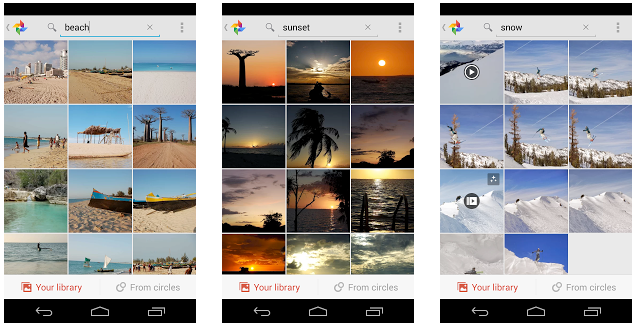 beach
Your library
From circles
sunset
Your library
From circles
snow
Your library
From circles